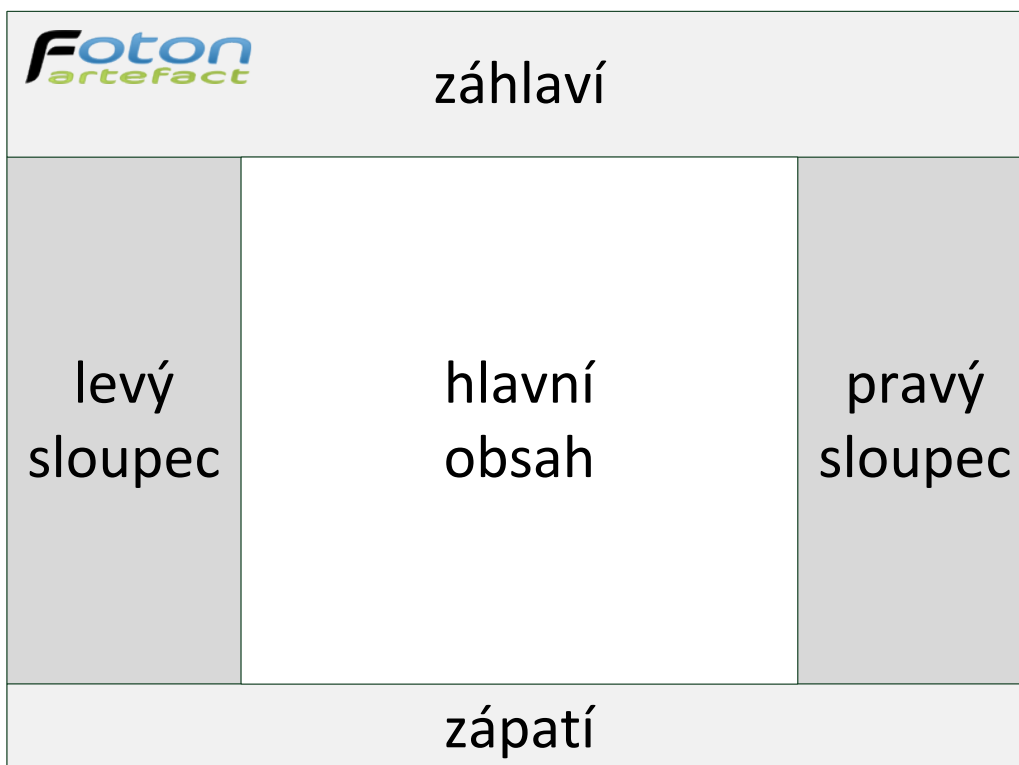 Foton
artefact
záhlaví
levý
sloupec
hlavní
obsah
pravý
sloupec
zápatí